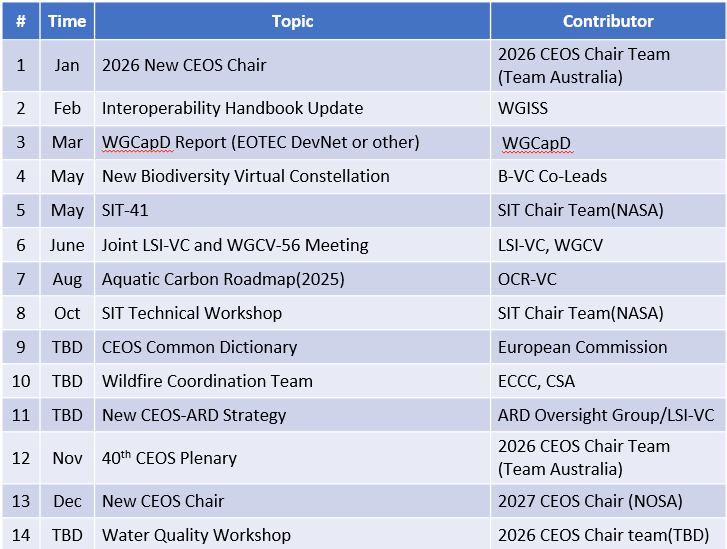 # Time Topic Contributor
1 Jan 2026 New CEOS Chair 2026 CEOS Chair Team
(Team Australia)
2 Feb Interoperability Handbook Update WGISS
3 Mar WGCapD Report (EOTEC DevNet or other) WGCapD
4 May New Biodiversity Virtual Constellation B-VC Co-Leads
5 May SIT-41 SIT Chair Team(NASA)
6 June Joint LSI-VC and WGCV-56 Meeting LSI-VC, WGCV
7 Aug Aquatic Carbon Roadmap(2025) OCR-VC
8 Oct SIT Technical Workshop SIT Chair Team(NASA)
9 TBD CEOS Common Dictionary European Commission
10 TBD Wildfire Coordination Team ECCC, CSA
11 TBD New CEOS-ARD Strategy ARD Oversight Group/LSI-VC
12 Nov 40th CEOS Plenary 2026 CEOS Chair Team
(Team Australia)
13 Dec New CEOS Chair 2027 CEOS Chair (NOSA)
14 TBD Water Quality Workshop 2026 CEOS Chair team(TBD)